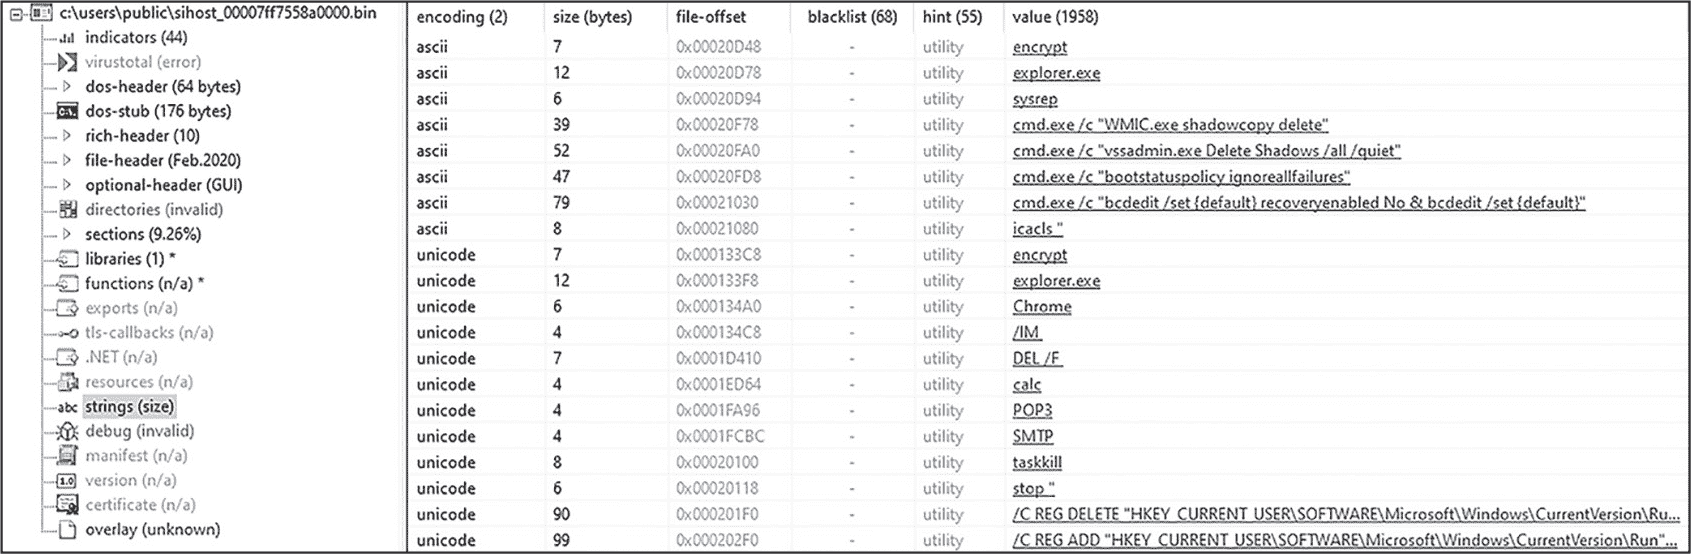 c:\users\public\sihost_00007ff7558a0000.bin
indicators (44)
virustotal (error)
dos-header (64 bytes)
dos-stub (176 bytes)
rich-header (10)
file-header (Feb.2020)
optional-header (GUI)
directories (invalid)
sections (9.26%)
libraries (1) *
functions (n/a) *
exports (n/a)
tls-callbacks (n/a)
.NET (n/a)
resources (n/a)
abc strings (size)
debug (invalid)
manifest (n/a)
1.0 version (n/a)
certificate (n/a)
overlay (unknown)
encoding (2) size (bytes) file-offset blacklist (68) hint (55) value (1958)
ascii 7 0x00020D48 - utility encrypt
ascii 12 0x00020D78 - utility explorer.exe
ascii 6 0x00020D94 - utility sysrep
ascii 39 0x00020F78 - utility cmd.exe /c "WMIC.exe shadowcopy delete"
ascii 52 0x00020FA0 - utility cmd.exe /c "vssadmin.exe Delete Shadows /all /quiet"
ascii 47 0x00020FD8 - utility cmd.exe /c "bootstatuspolicy ignoreallfailures"
ascii 79 0x00021030 - utility cmd.exe /c "bcdedit /set {default} recoveryenabled No & bcdedit /set {default}"
ascii 8 0x00021080 - utility icacls "
unicode 7 0x000133C8 - utility encrypt
unicode 12 0x000133F8 - utility explorer.exe
unicode 6 0x000134A0 - utility Chrome
unicode 4 0x000134C8 - utility /IM
unicode 7 0x0001D410 - utility DEL /F
unicode 4 0x0001ED64 - utility calc
unicode 4 0x0001FA96 - utility POP3
unicode 4 0x0001FCBC - utility SMTP
unicode 8 0x00020100 - utility taskkill
unicode 6 0x00020118 - utility stop "
unicode 90 0x000201F0 - utility /C REG DELETE "HKEY_CURRENT_USER\SOFTWARE\Microsoft\Windows\CurrentVersion\Ru...
unicode 99 0x000202F0 - utility /C REG ADD "HKEY_CURRENT_USER\SOFTWARE\Microsoft\Windows\CurrentVersion\Run"...